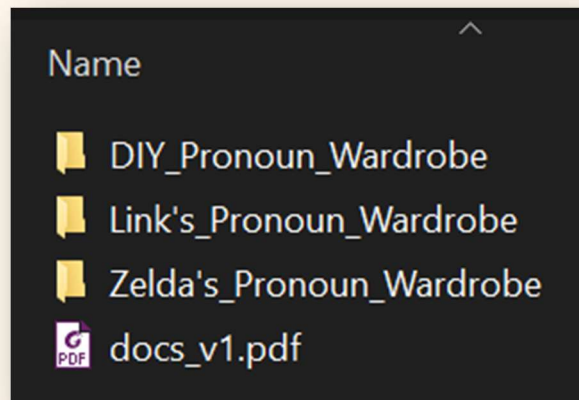 Name
DIY_Pronoun_Wardrobe
Link's_Pronoun_Wardrobe
Zelda's_Pronoun_Wardrobe
PDF docs_v1.pdf